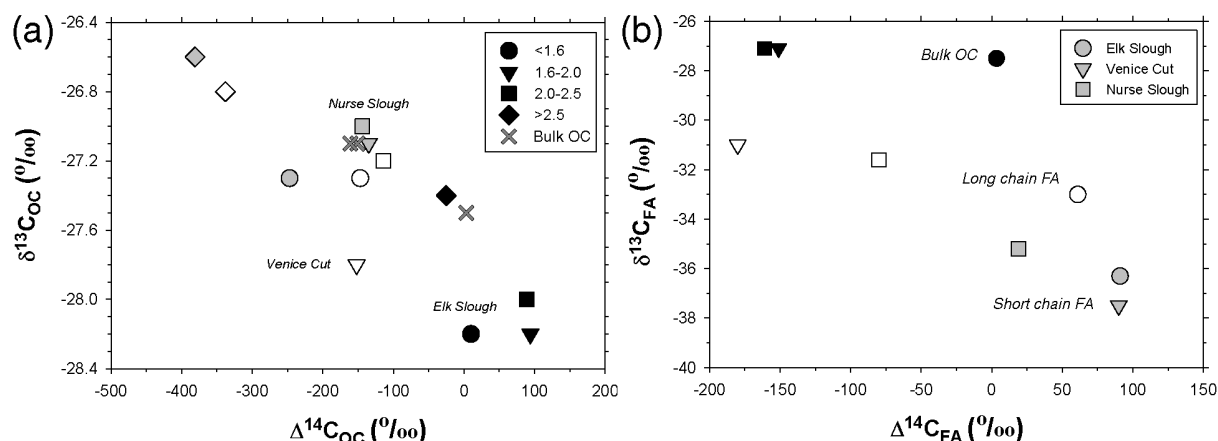 (a)
δ13COC (o/oo)
-26.4
-26.8
-27.2
-27.6
-28.0
-28.4
Nurse Slough
Venice Cut
Elk Slough
<1.6
1.6-2.0
2.0-2.5
>2.5
Bulk OC
-500 -400 -300 -200 -100 0 100 200
Δ14COC (o/oo)
(b)
δ13CFA (o/oo)
-26
-28
-30
-32
-34
-36
-38
-40
Bulk OC
Long chain FA
Short chain FA
Elk Slough
Venice Cut
Nurse Slough
-200 -150 -100 -50 0 50 100 150
Δ14CFA (o/oo)